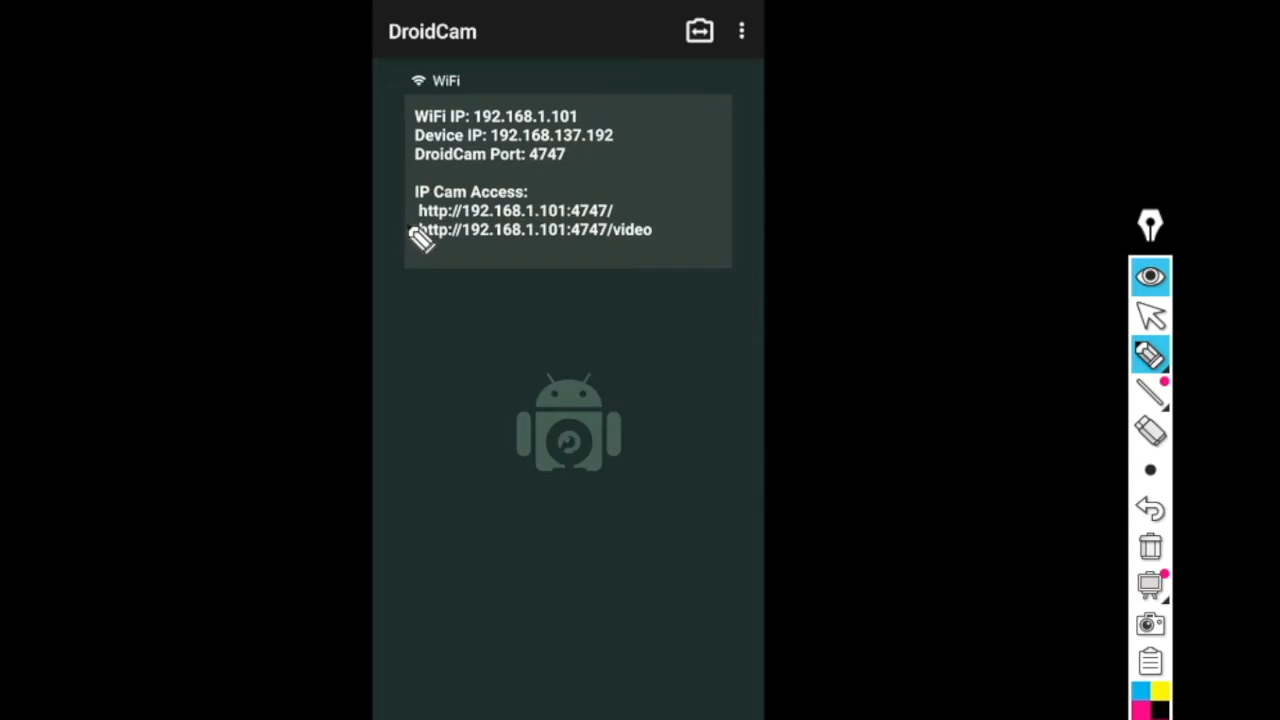 DroidCam
WiFi
WiFi IP: 192.168.1.101
Device IP: 192.168.137.192
DroidCam Port: 4747
IP Cam Access:
http://192.168.1.101:4747/
http://192.168.1.101:4747/video